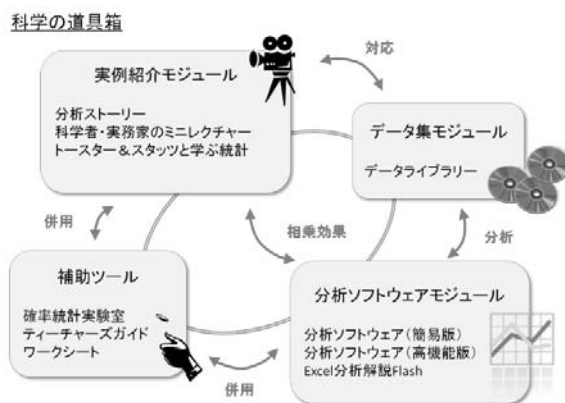 科学の道具箱
実例紹介モジュール
分析ストーリー
科学者・実務家のミニレクチャー
トースター＆スタッツと学ぶ統計
対応
データ集モジュール
データライブラリー
併用
相乗効果
分析
補助ツール
確率統計実験室
ティーチャーズガイド
ワークシート
分析ソフトウェアモジュール
分析ソフトウェア(簡易版)
分析ソフトウェア(高機能版)
Excel分析解説Flash
併用